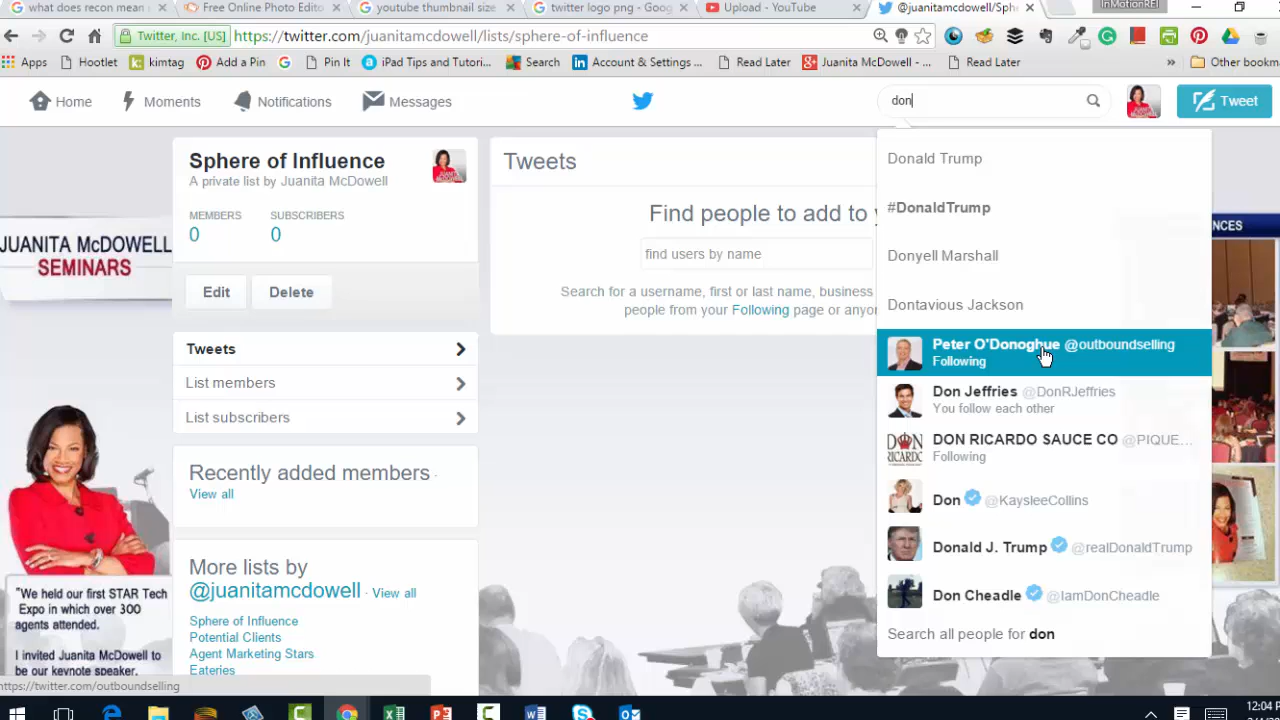 what does recon mean
Free Online Photo Edito
youtube thumbnail size
twitter logo png - Goog
Upload - YouTube
@juanitamcdowell/Sph
InMotionREI
Twitter, Inc. [US]
https://twitter.com/juanitamcdowell/lists/sphere-of-influence
Apps
Hootlet
kimtag
Add a Pin
Pin It
iPad Tips and Tutori...
Search
Account & Settings ...
Read Later
Juanita McDowell - ...
Read Later
»
Other bookm
Home
Moments
Notifications
Messages
don
Tweet
Sphere of Influence
A private list by Juanita McDowell
MEMBERS
SUBSCRIBERS
0
0
Edit
Delete
Tweets
List members
List subscribers
Recently added members ·
View all
More lists by
@juanitamcdowell · View all
Sphere of Influence
Potential Clients
Agent Marketing Stars
Eateries
Tweets
Find people to add to y
find users by name
Search for a username, first or last name, business
people from your Following page or anyon
Donald Trump
#DonaldTrump
Donyell Marshall
Dontavious Jackson
Peter O'Donoghue @outboundselling
Following
Don Jeffries @DonRJeffries
You follow each other
DON RICARDO SAUCE CO @PIQUE...
Following
Don @KaysleeCollins
Donald J. Trump @realDonaldTrump
Don Cheadle @IamDonCheadle
Search all people for don
JUANITA McDOWELL
SEMINARS
"We held our first STAR Tech
Expo in which over 300
agents attended.
I invited Juanita McDowell to
be our keynote speaker.
NCES
DON
RICARDO
https://twitter.com/outboundselling
12:04